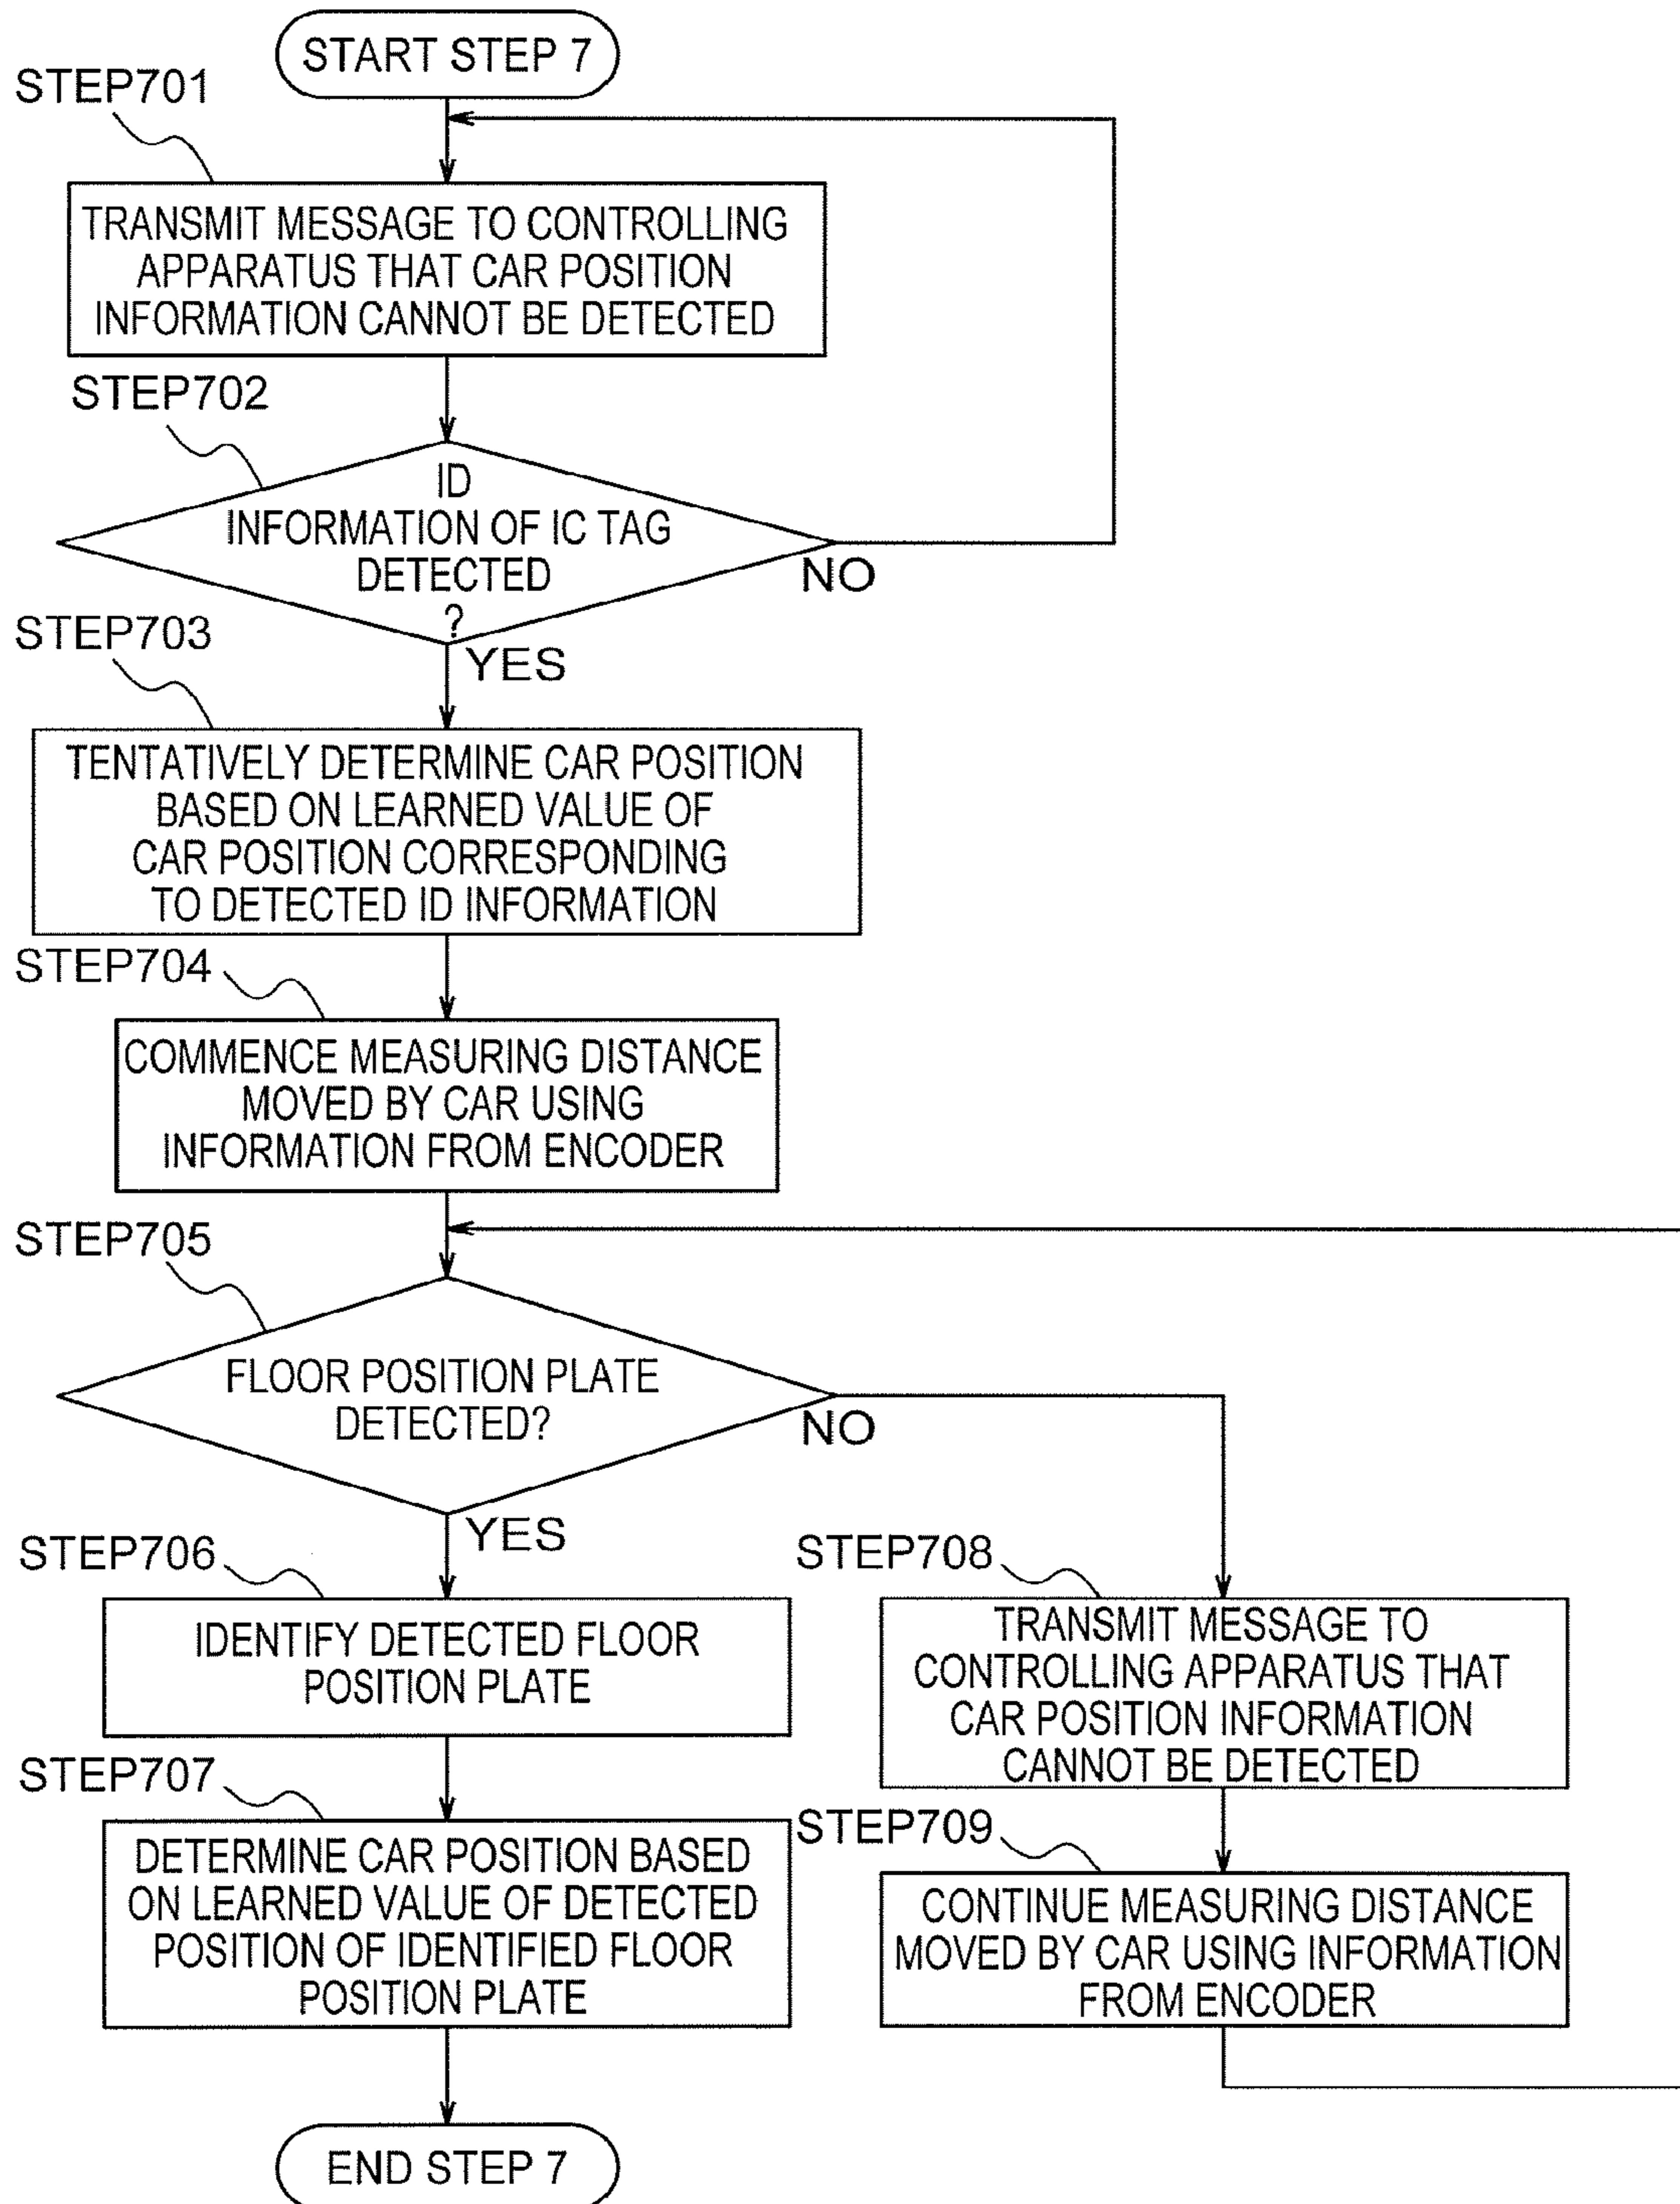 START STEP 7
STEP701
TRANSMIT MESSAGE TO CONTROLLING
APPARATUS THAT CAR POSITION
INFORMATION CANNOT BE DETECTED
STEP702
ID
INFORMATION OF IC TAG
DETECTED
?
NO
YES
STEP703
TENTATIVELY DETERMINE CAR POSITION
BASED ON LEARNED VALUE OF
CAR POSITION CORRESPONDING
TO DETECTED ID INFORMATION
STEP704
COMMENCE MEASURING DISTANCE
MOVED BY CAR USING
INFORMATION FROM ENCODER
STEP705
FLOOR POSITION PLATE
DETECTED?
NO
YES
STEP706
IDENTIFY DETECTED FLOOR
POSITION PLATE
STEP707
DETERMINE CAR POSITION BASED
ON LEARNED VALUE OF DETECTED
POSITION OF IDENTIFIED FLOOR
POSITION PLATE
STEP708
TRANSMIT MESSAGE TO
CONTROLLING APPARATUS THAT
CAR POSITION INFORMATION
CANNOT BE DETECTED
STEP709
CONTINUE MEASURING DISTANCE
MOVED BY CAR USING INFORMATION
FROM ENCODER
END STEP 7